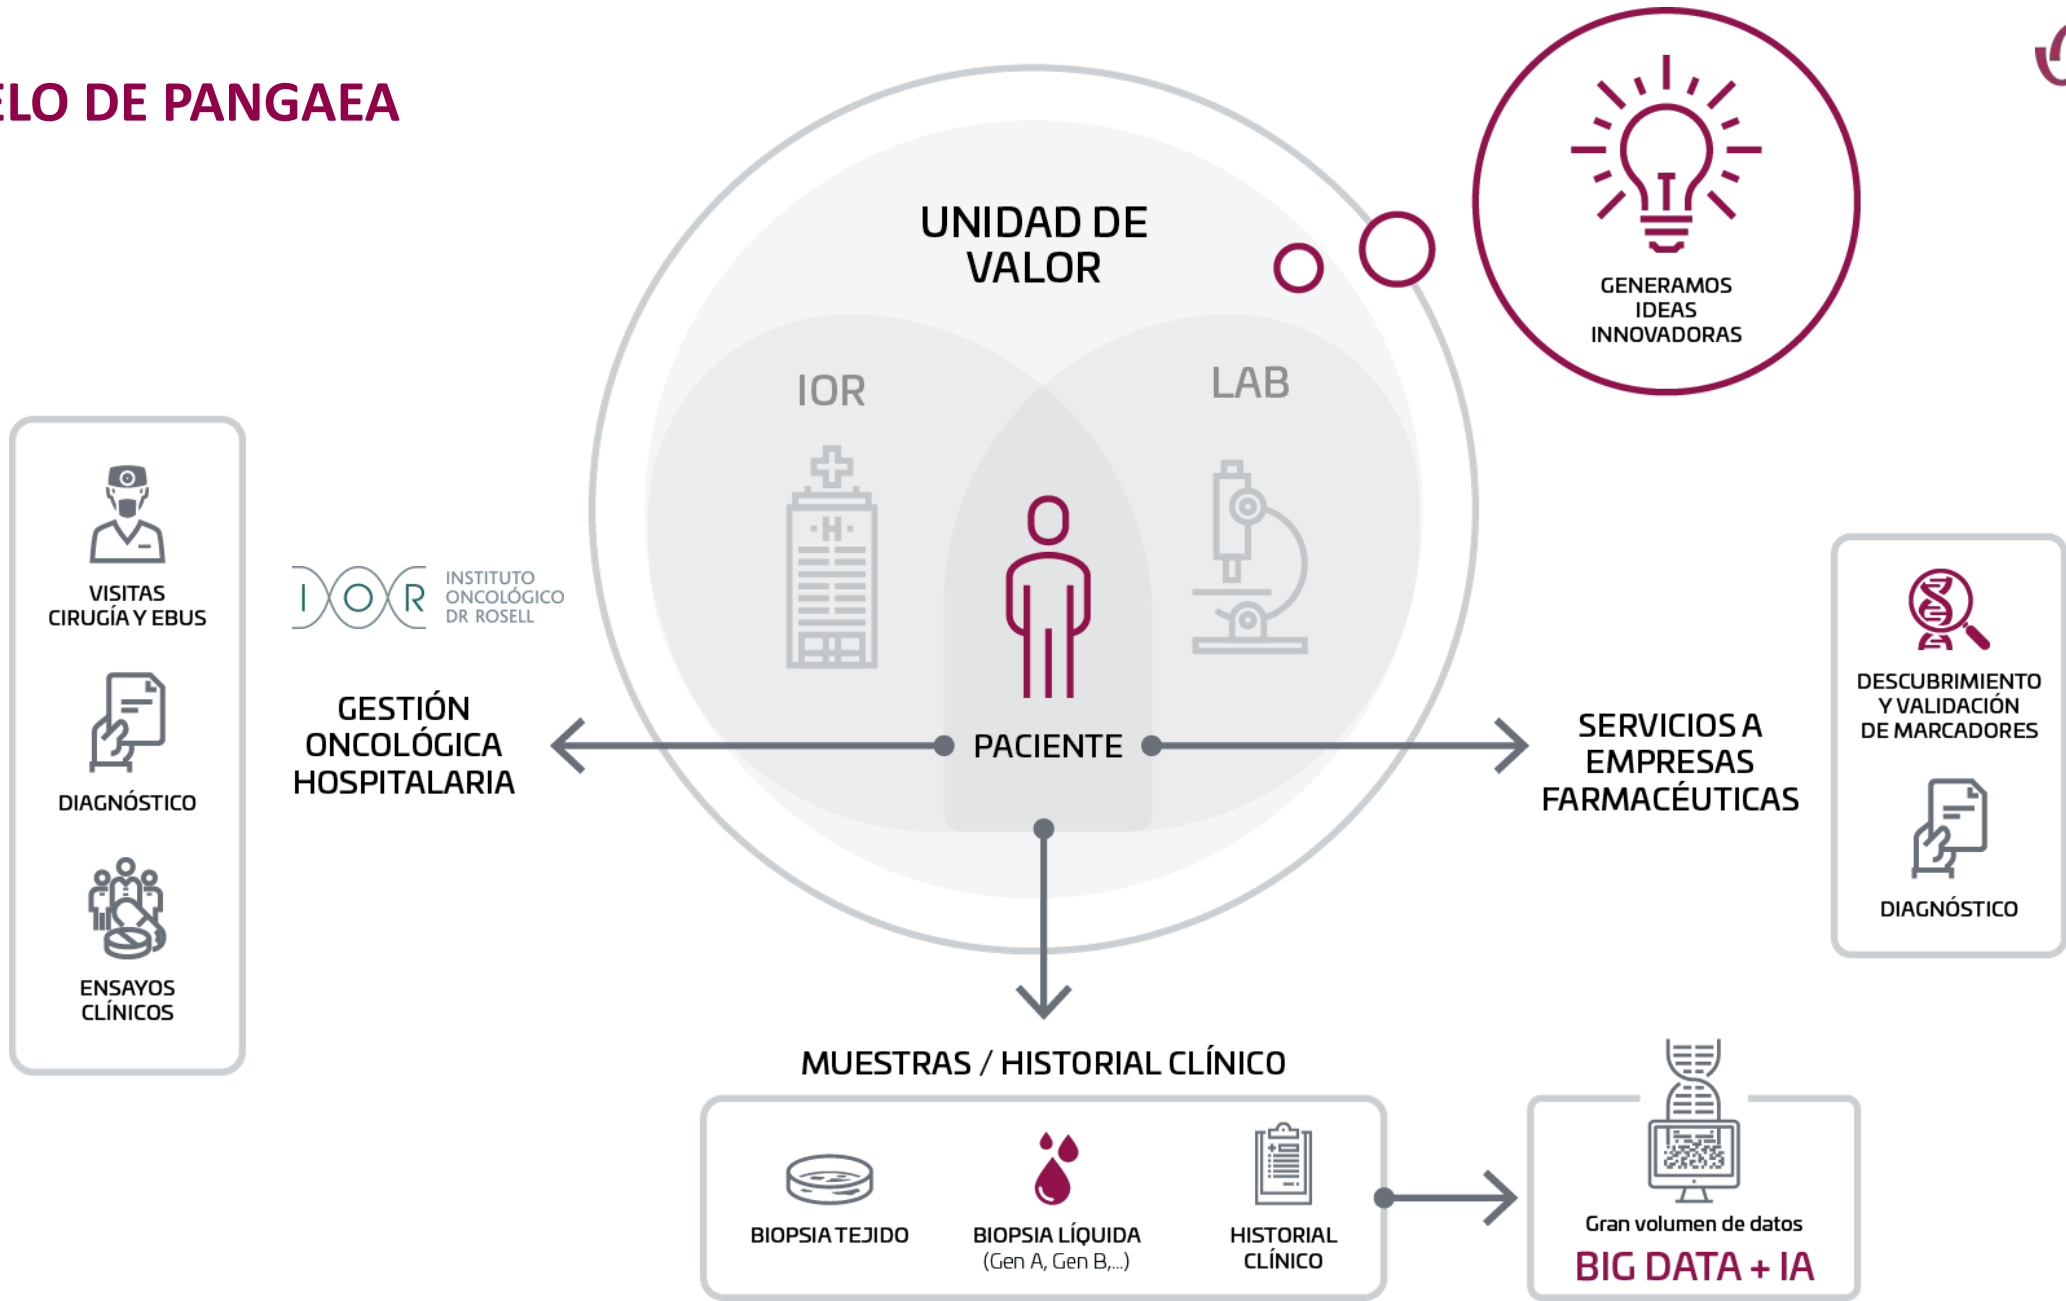 ELO DE PANGAEA
UNIDAD DE
VALOR
GENERAMOS
IDEAS
INNOVADORAS
IOR
LAB
H
VISITAS
CIRUGÍA Y EBUS
DIAGNÓSTICO
ENSAYOS
CLÍNICOS
IOR
INSTITUTO
ONCOLÓGICO
DR ROSELL
GESTIÓN
ONCOLÓGICA
HOSPITALARIA
PACIENTE
SERVICIOS A
EMPRESAS
FARMACÉUTICAS
DESCUBRIMIENTO
Y VALIDACIÓN
DE MARCADORES
DIAGNÓSTICO
MUESTRAS / HISTORIAL CLÍNICO
BIOPSIA TEJIDO
BIOPSIA LÍQUIDA
(Gen A, Gen B,...)
HISTORIAL
CLÍNICO
Gran volumen de datos
BIG DATA + IA